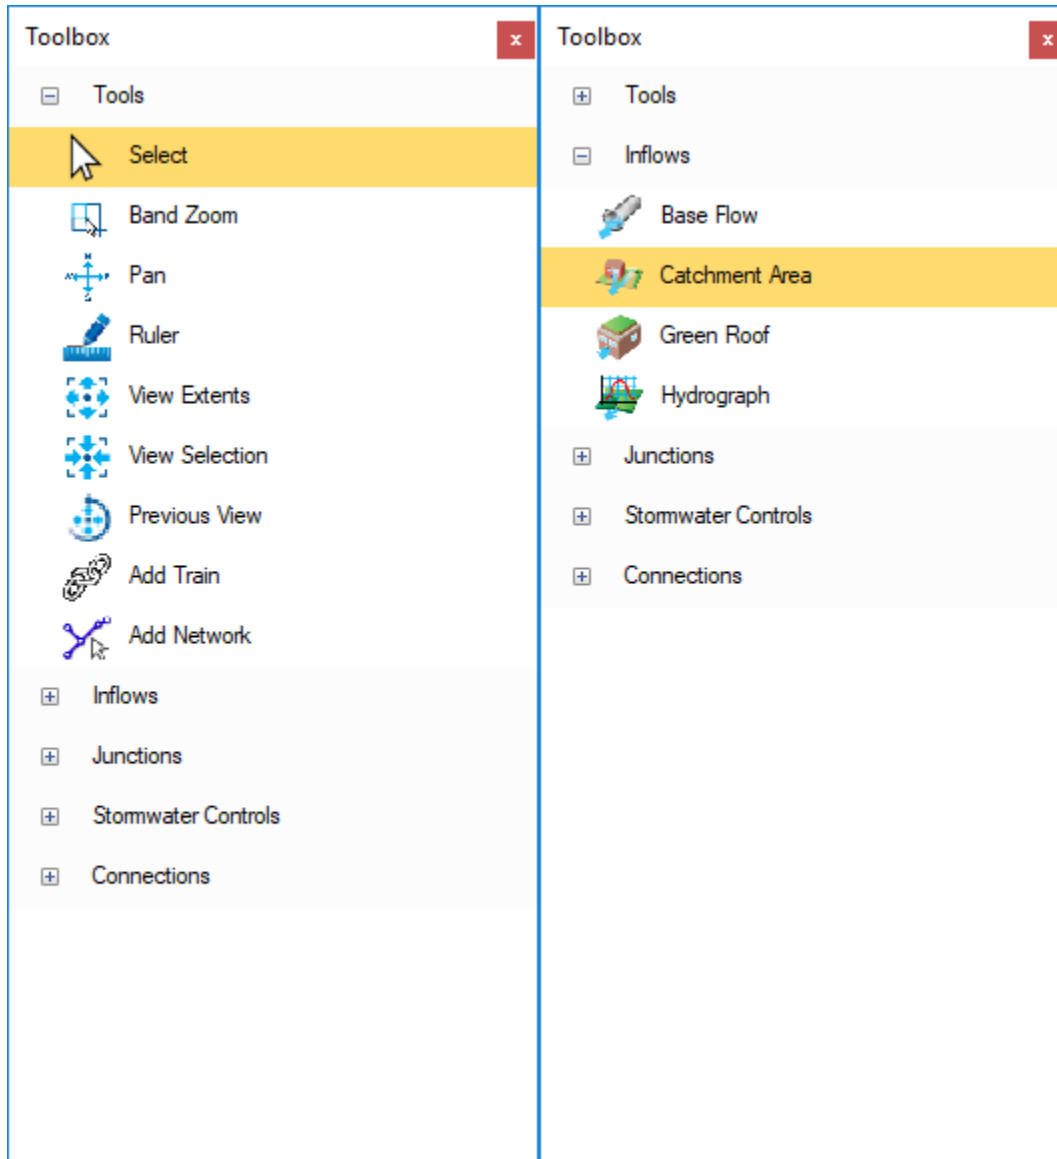 Toolbox
x
Tools
Select
Band Zoom
Pan
Ruler
View Extents
View Selection
Previous View
Add Train
Add Network
Inflows
Junctions
Stormwater Controls
Connections
Toolbox
x
Tools
Inflows
Base Flow
Catchment Area
Green Roof
Hydrograph
Junctions
Stormwater Controls
Connections